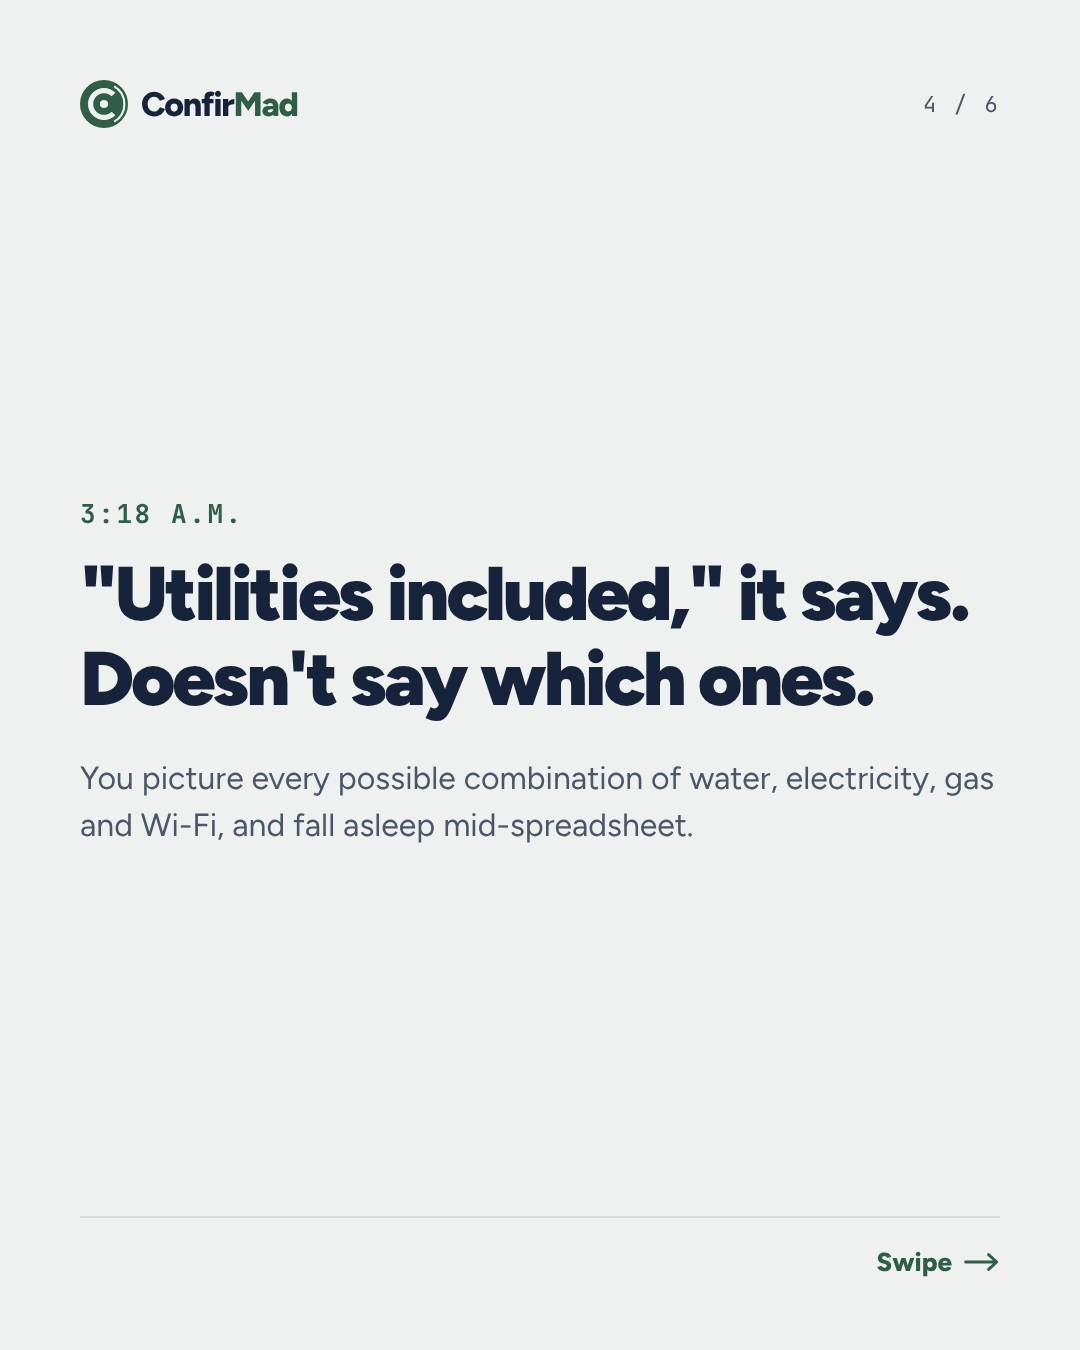 ConfirMad
4 / 6
3:18 A.M.
"Utilities included," it says.
Doesn't say which ones.
You picture every possible combination of water, electricity, gas
and Wi-Fi, and fall asleep mid-spreadsheet.
Swipe →